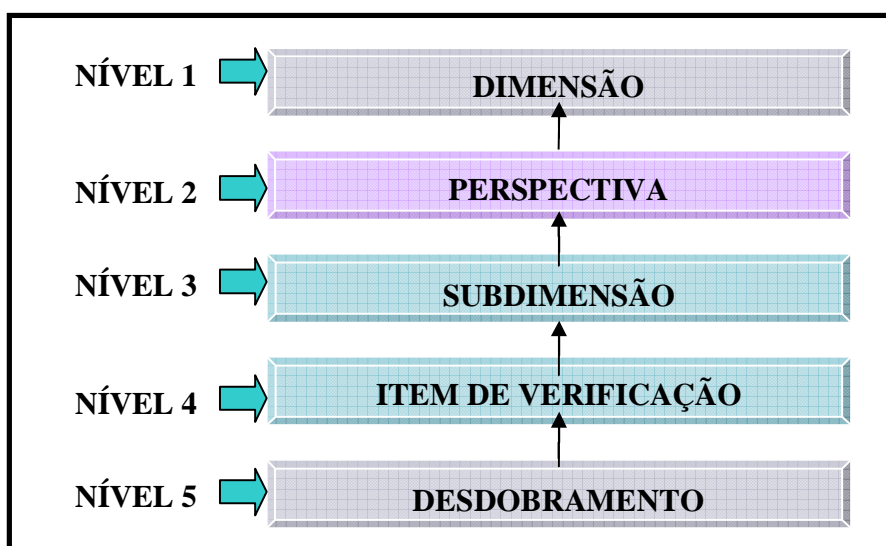 NÍVEL 1 DIMENSÃO
NÍVEL 2 PERSPECTIVA
NÍVEL 3 SUBDIMENSÃO
NÍVEL 4 ITEM DE VERIFICAÇÃO
NÍVEL 5 DESDOBRAMENTO